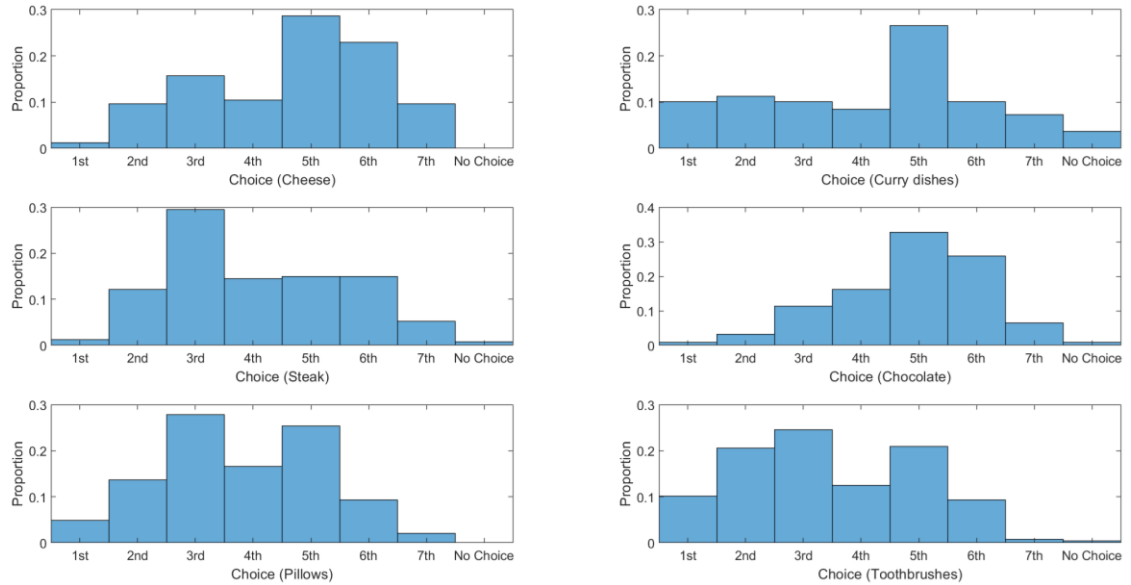 0.3
0.2
0.1
0
Proportion
1st 2nd 3rd 4th 5th 6th 7th No Choice
Choice (Cheese)
0.3
0.2
0.1
0
Proportion
1st 2nd 3rd 4th 5th 6th 7th No Choice
Choice (Curry dishes)
0.3
0.2
0.1
0
Proportion
1st 2nd 3rd 4th 5th 6th 7th No Choice
Choice (Steak)
0.4
0.3
0.2
0.1
0
Proportion
1st 2nd 3rd 4th 5th 6th 7th No Choice
Choice (Chocolate)
0.3
0.2
0.1
0
Proportion
1st 2nd 3rd 4th 5th 6th 7th No Choice
Choice (Pillows)
0.3
0.2
0.1
0
Proportion
1st 2nd 3rd 4th 5th 6th 7th No Choice
Choice (Toothbrushes)